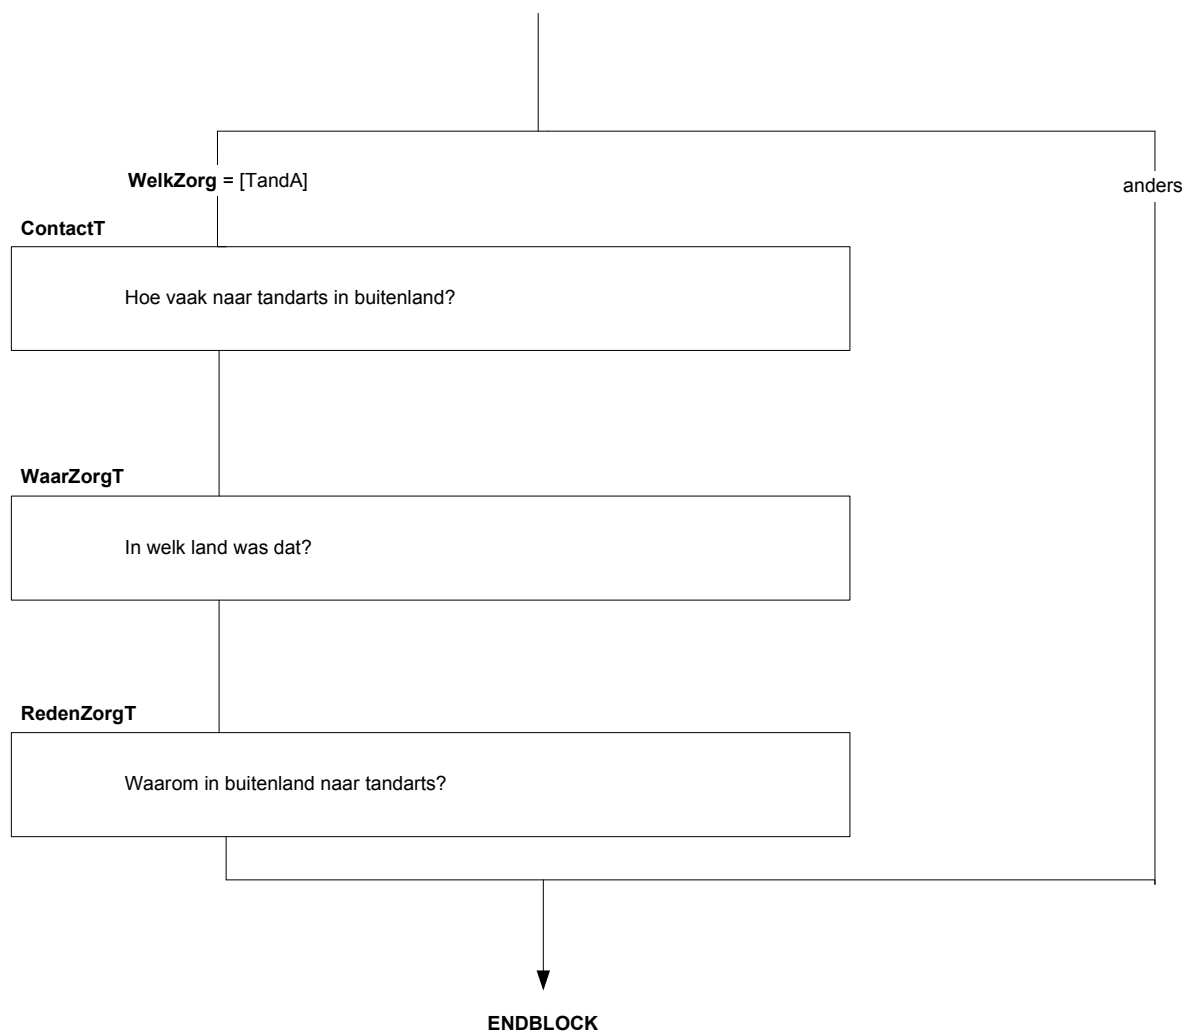 WelkZorg = [TandA]
anders
ContactT
Hoe vaak naar tandarts in buitenland?
WaarZorgT
In welk land was dat?
RedenZorgT
Waarom in buitenland naar tandarts?
ENDBLOCK